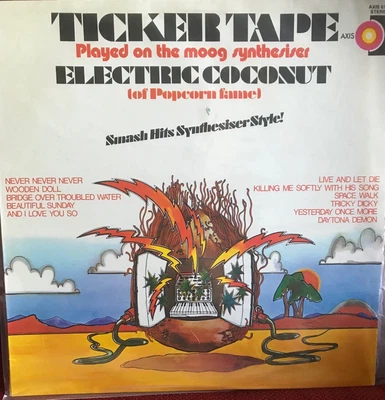 TICKER TAPE
AXIS
STEREO
Played on the moog synthesiser
ELECTRIC COCONUT
(of Popcorn fame)
Smash Hits Synthesiser Style!
NEVER NEVER NEVER
WOODEN DOLL
BRIDGE OVER TROUBLED WATER
BEAUTIFUL SUNDAY
AND I LOVE YOU SO
LIVE AND LET DIE
KILLING ME SOFTLY WITH HIS SONG
SPACE WALK
TRICKY DICKY
YESTERDAY ONCE MORE
DAYTONA DEMON